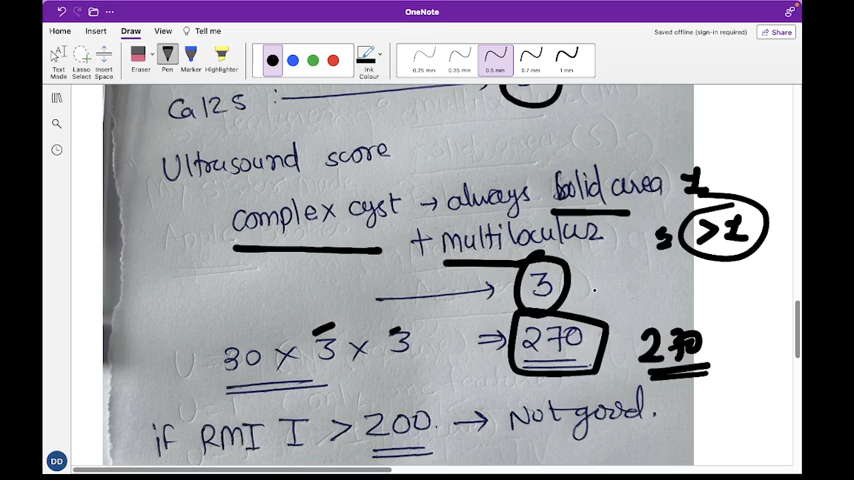 OneNote
Home Insert Draw View Tell me
Saved offline (sign-in required) Share
Text Mode Lasso Select Insert Space Eraser Pen Marker Highlighter Ink Colour 0.25 mm 0.35 mm 0.5 mm 0.7 mm 1 mm
Ca125 :
Ultrasound score
complex cyst → always solid area 1
+ multiloculus s >1
→ 3
30 × 3 × 3 ⇒ 270 270
if RMI I > 200. → Not good.
DD